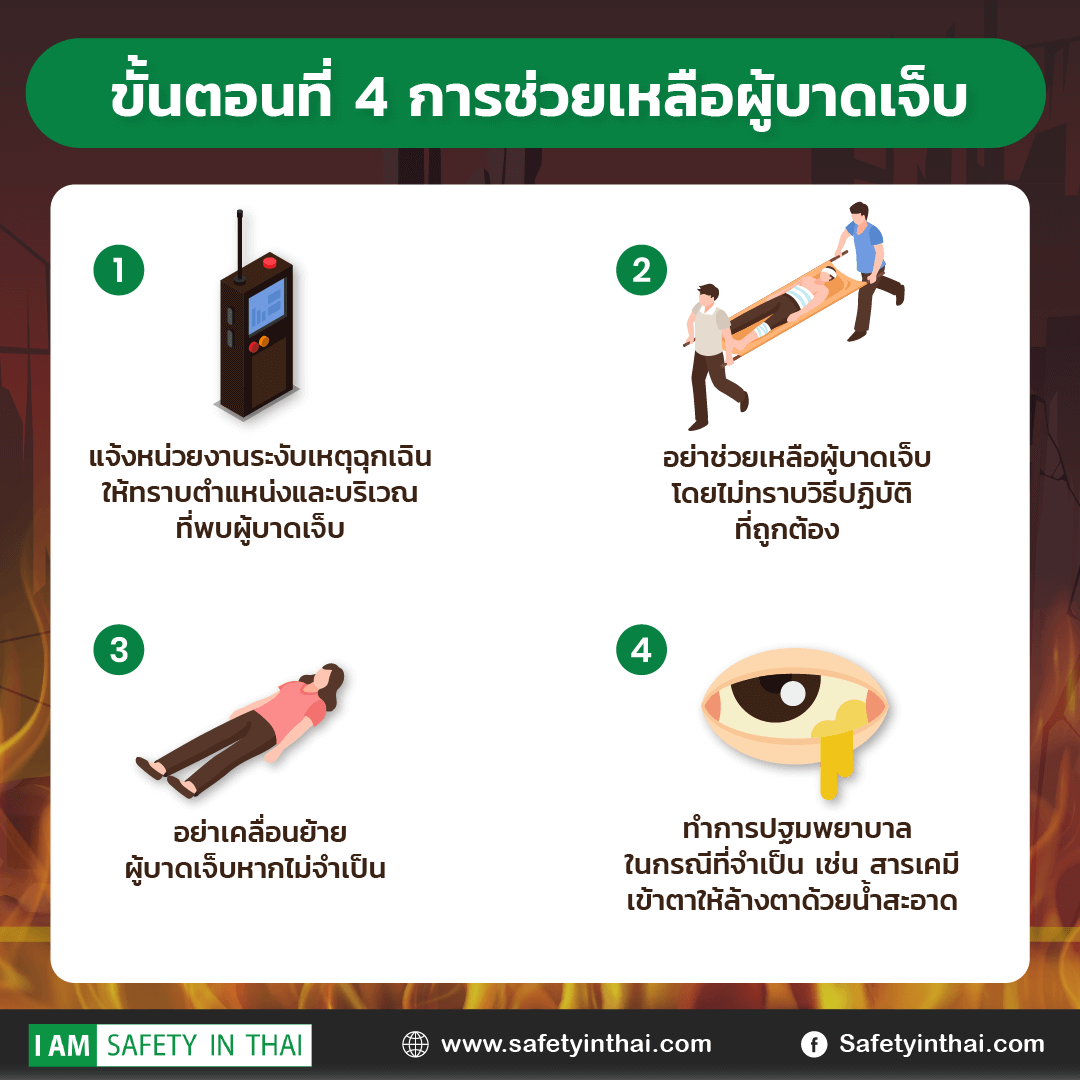 ขั้นตอนที่ 4 การช่วยเหลือผู้บาดเจ็บ
1
แจ้งหน่วยงานระงับเหตุฉุกเฉิน
ให้ทราบตำแหน่งและบริเวณ
ที่พบผู้บาดเจ็บ
2
อย่าช่วยเหลือผู้บาดเจ็บ
โดยไม่ทราบวิธีปฏิบัติ
ที่ถูกต้อง
3
อย่าเคลื่อนย้าย
ผู้บาดเจ็บหากไม่จำเป็น
4
ทำการปฐมพยาบาล
ในกรณีที่จำเป็น เช่น สารเคมี
เข้าตาให้ล้างตาด้วยน้ำสะอาด
I AM SAFETY IN THAI
www.safetyinthai.com
Safetyinthai.com